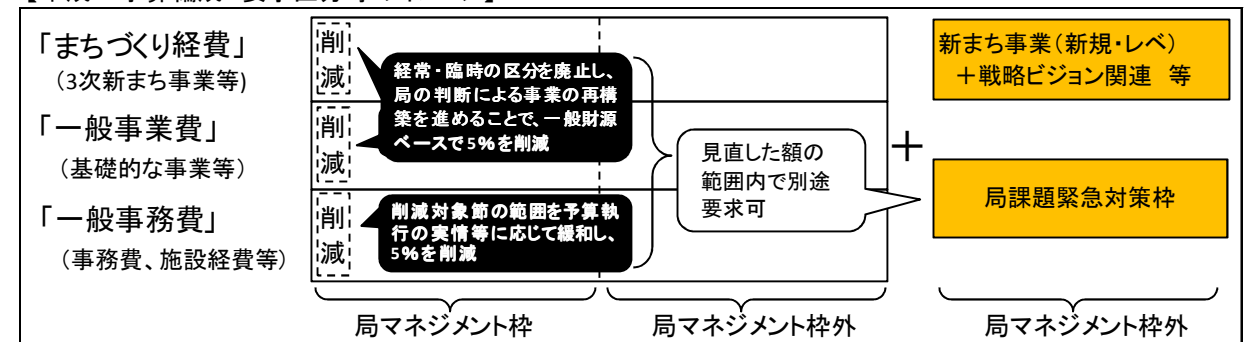 「まちづくり経費」
(3次新まち事業等)
「一般事業費」
(基礎的な事業等)
「一般事務費」
(事務費、施設経費等)
削
減
削
減
削
減
経常・臨時の区分を廃止し、
局の判断による事業の再構
築を進めることで、一般財源
ベースで5%を削減
削減対象節の範囲を予算執
行の実情等に応じて緩和し、
5%を削減
見直した額の
範囲内で別途
要求可
＋
新まち事業(新規・レベ)
＋戦略ビジョン関連 等
局課題緊急対策枠
局マネジメント枠
局マネジメント枠外
局マネジメント枠外